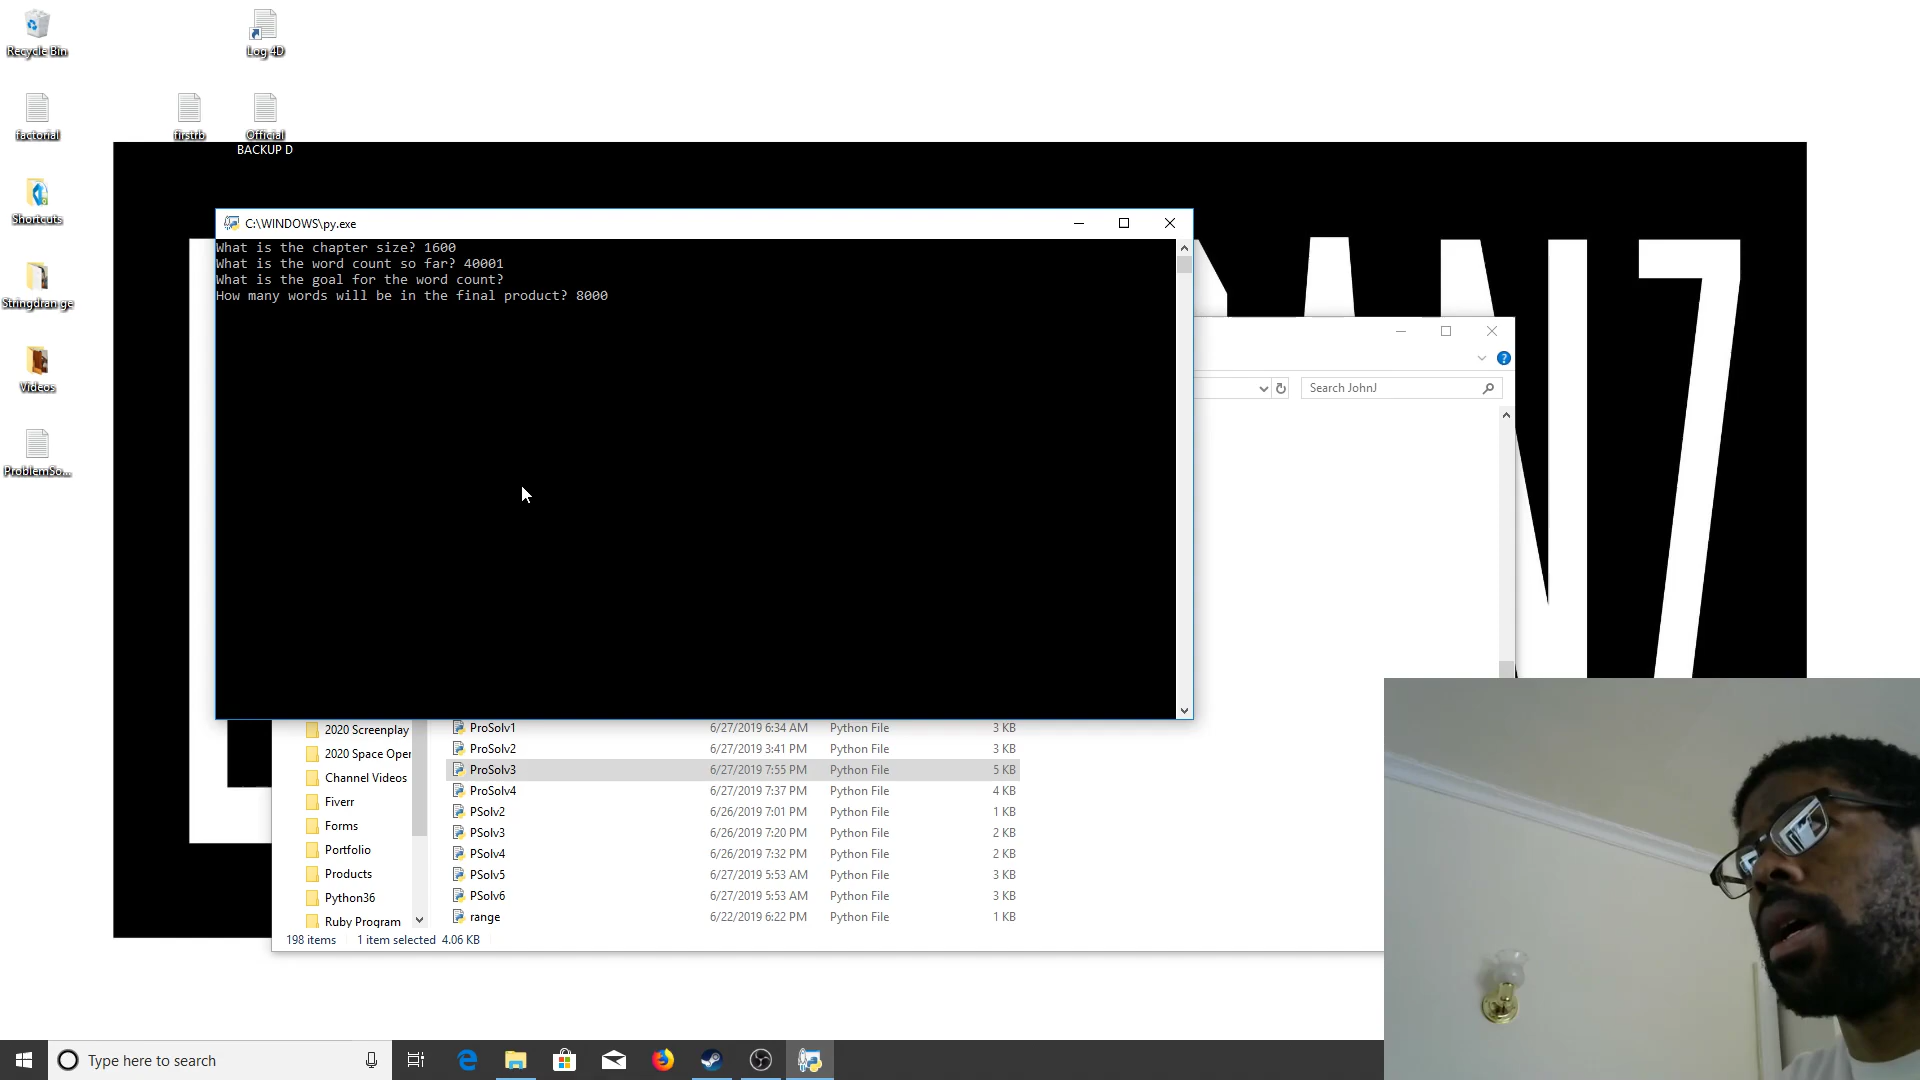 Recycle Bin
Log 4D
factorial
firstrb
Official
BACKUP D
Shortcuts
Stringdran ge
Videos
ProblemSo...
C:\WINDOWS\py.exe
What is the chapter size? 1600
What is the word count so far? 40001
What is the goal for the word count?
How many words will be in the final product? 8000
Search JohnJ
2020 Screenplay
2020 Space Oper
Channel Videos
Fiverr
Forms
Portfolio
Products
Python36
Ruby Program
ProSolv1 6/27/2019 6:34 AM Python File 3 KB
ProSolv2 6/27/2019 3:41 PM Python File 3 KB
ProSolv3 6/27/2019 7:55 PM Python File 5 KB
ProSolv4 6/27/2019 7:37 PM Python File 4 KB
PSolv2 6/26/2019 7:01 PM Python File 1 KB
PSolv3 6/26/2019 7:20 PM Python File 2 KB
PSolv4 6/26/2019 7:32 PM Python File 2 KB
PSolv5 6/27/2019 5:53 AM Python File 3 KB
PSolv6 6/27/2019 5:53 AM Python File 3 KB
range 6/22/2019 6:22 PM Python File 1 KB
198 items 1 item selected 4.06 KB
Type here to search